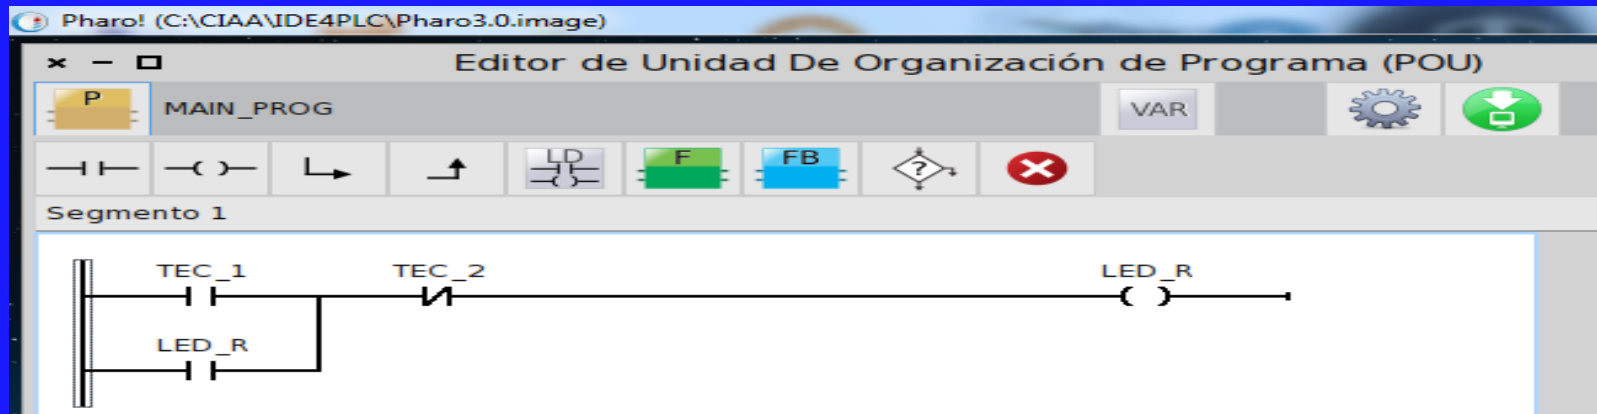 Pharo! (C:\CIAA\IDE4PLC\Pharo3.0.image)
Editor de Unidad De Organización de Programa (POU)
P MAIN_PROG VAR
LD F FB ?
Segmento 1
TEC_1 TEC_2 LED_R
LED_R